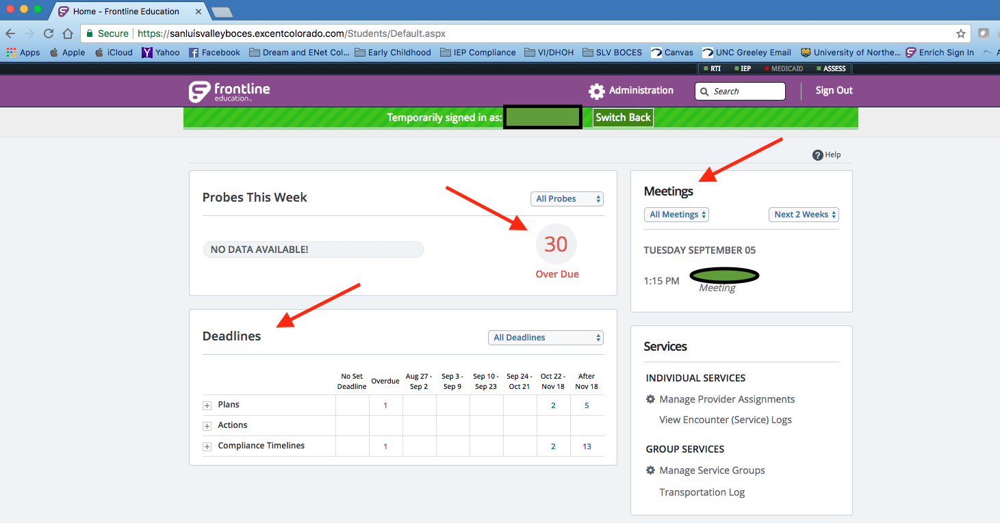 Home - Frontline Education
Secure https://sanluisvalleyboces.excentcolorado.com/Students/Default.aspx
Apps Apple iCloud Yahoo Facebook Dream and ENet Col... Early Childhood IEP Compliance VI/DHOH SLV BOCES Canvas UNC Greeley Email University of Northe... Enrich Sign In
RTI IEP MEDICAID ASSESS
frontline
education™
Administration Search Sign Out
Temporarily signed in as: Switch Back
Help
Probes This Week
All Probes
NO DATA AVAILABLE!
30
Over Due
Meetings
All Meetings Next 2 Weeks
TUESDAY SEPTEMBER 05
1:15 PM
Meeting
Deadlines
All Deadlines
No Set Deadline Overdue Aug 27 - Sep 2 Sep 3 - Sep 9 Sep 10 - Sep 23 Sep 24 - Oct 21 Oct 22 - Nov 18 After Nov 18
Plans 1 2 5
Actions
Compliance Timelines 1 2 13
Services
INDIVIDUAL SERVICES
Manage Provider Assignments
View Encounter (Service) Logs
GROUP SERVICES
Manage Service Groups
Transportation Log